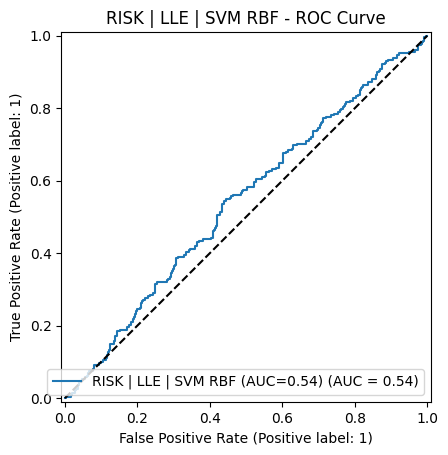 RISK | LLE | SVM RBF - ROC Curve
1.0
0.8
0.6
0.4
0.2
0.0
True Positive Rate (Positive label: 1)
RISK | LLE | SVM RBF (AUC=0.54) (AUC = 0.54)
0.0 0.2 0.4 0.6 0.8 1.0
False Positive Rate (Positive label: 1)